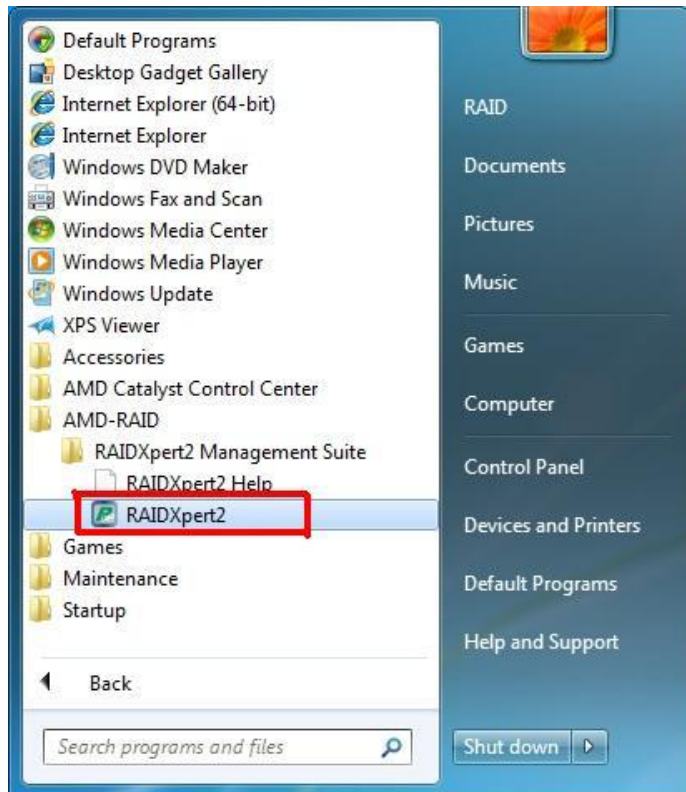 Default Programs
Desktop Gadget Gallery
Internet Explorer (64-bit)
Internet Explorer
Windows DVD Maker
Windows Fax and Scan
Windows Media Center
Windows Media Player
Windows Update
XPS Viewer
Accessories
AMD Catalyst Control Center
AMD-RAID
RAIDXpert2 Management Suite
RAIDXpert2 Help
RAIDXpert2
Games
Maintenance
Startup
Back
Search programs and files
RAID
Documents
Pictures
Music
Games
Computer
Control Panel
Devices and Printers
Default Programs
Help and Support
Shut down